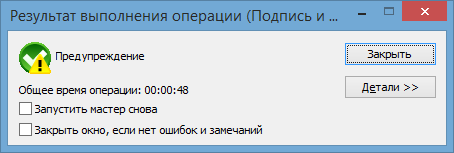 Результат выполнения операции (Подпись и ...
Предупреждение
Закрыть
Общее время операции: 00:00:48
Детали >>
Запустить мастер снова
Закрыть окно, если нет ошибок и замечаний